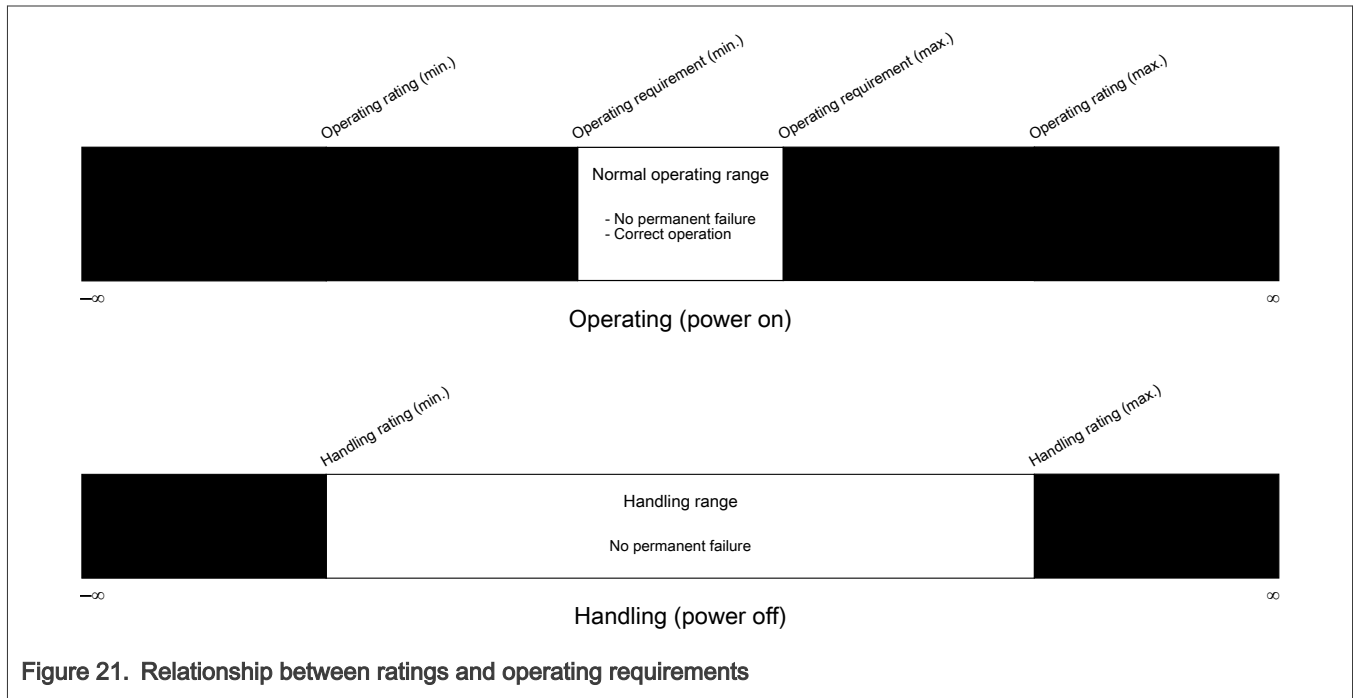 Operating rating (min.)
Operating requirement (min.)
Operating requirement (max.)
Operating rating (max.)
Normal operating range
- No permanent failure
- Correct operation
–∞
∞
Operating (power on)
Handling rating (min.)
Handling rating (max.)
Handling range
No permanent failure
–∞
∞
Handling (power off)
Figure 21. Relationship between ratings and operating requirements